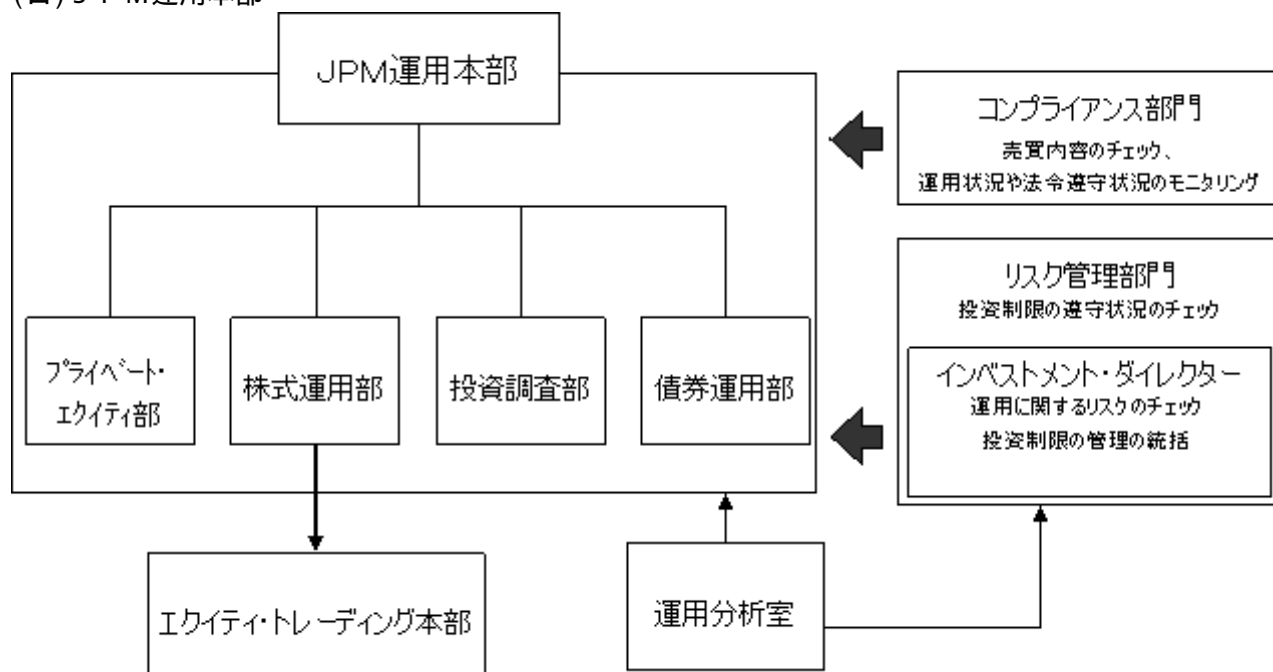 JPM運用本部
コンプライアンス部門
売買内容のチェック、
運用状況や法令遵守状況のモニタリング
リスク管理部門
投資制限の遵守状況のチェック
インベストメント・ダイレクター
運用に関するリスクのチェック
投資制限の管理の統括
プライベート・
エクイティ部
株式運用部
投資調査部
債券運用部
エクイティ・トレーディング本部
運用分析室